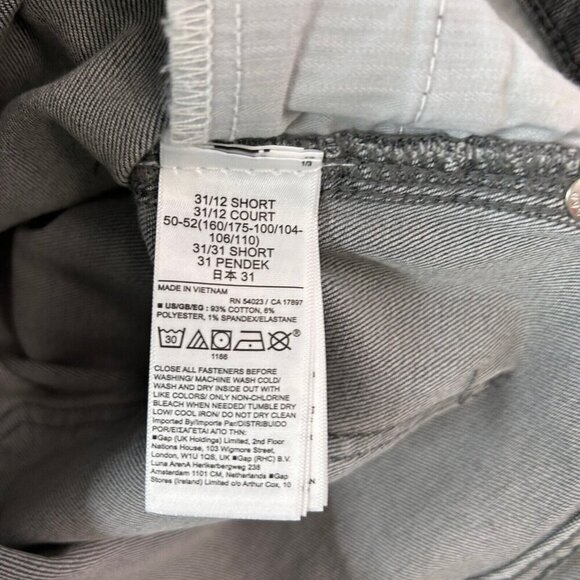 1/3
31/12 SHORT
31/12 COURT
50-52(160/175-100/104-
106/110)
31/31 SHORT
31 PENDEK
日本 31
MADE IN VIETNAM
RN 54023 / CA 17897
■ US/GB/EG : 93% COTTON, 6%
POLYESTER, 1% SPANDEX/ELASTANE
30
1166
CLOSE ALL FASTENERS BEFORE
WASHING/ MACHINE WASH COLD/
WASH AND DRY INSIDE OUT WITH
LIKE COLORS/ ONLY NON-CHLORINE
BLEACH WHEN NEEDED/ TUMBLE DRY
LOW/ COOL IRON/ DO NOT DRY CLEAN
Imported By/Importe Par/DISTRIBUIDO
POR/ΕΙΣΑΓΕΤΑΙ ΑΠΟ ΤΗΝ:
■Gap (UK Holdings) Limited, 2nd Floor
Nations House, 103 Wigmore Street,
London, W1U 1QS, UK ■Gap (RHC) B.V.
Luna ArenA Herikerbergweg 238
Amsterdam 1101 CM, Netherlands ■Gap
Stores (Ireland) Limited c/o Arthur Cox, 10